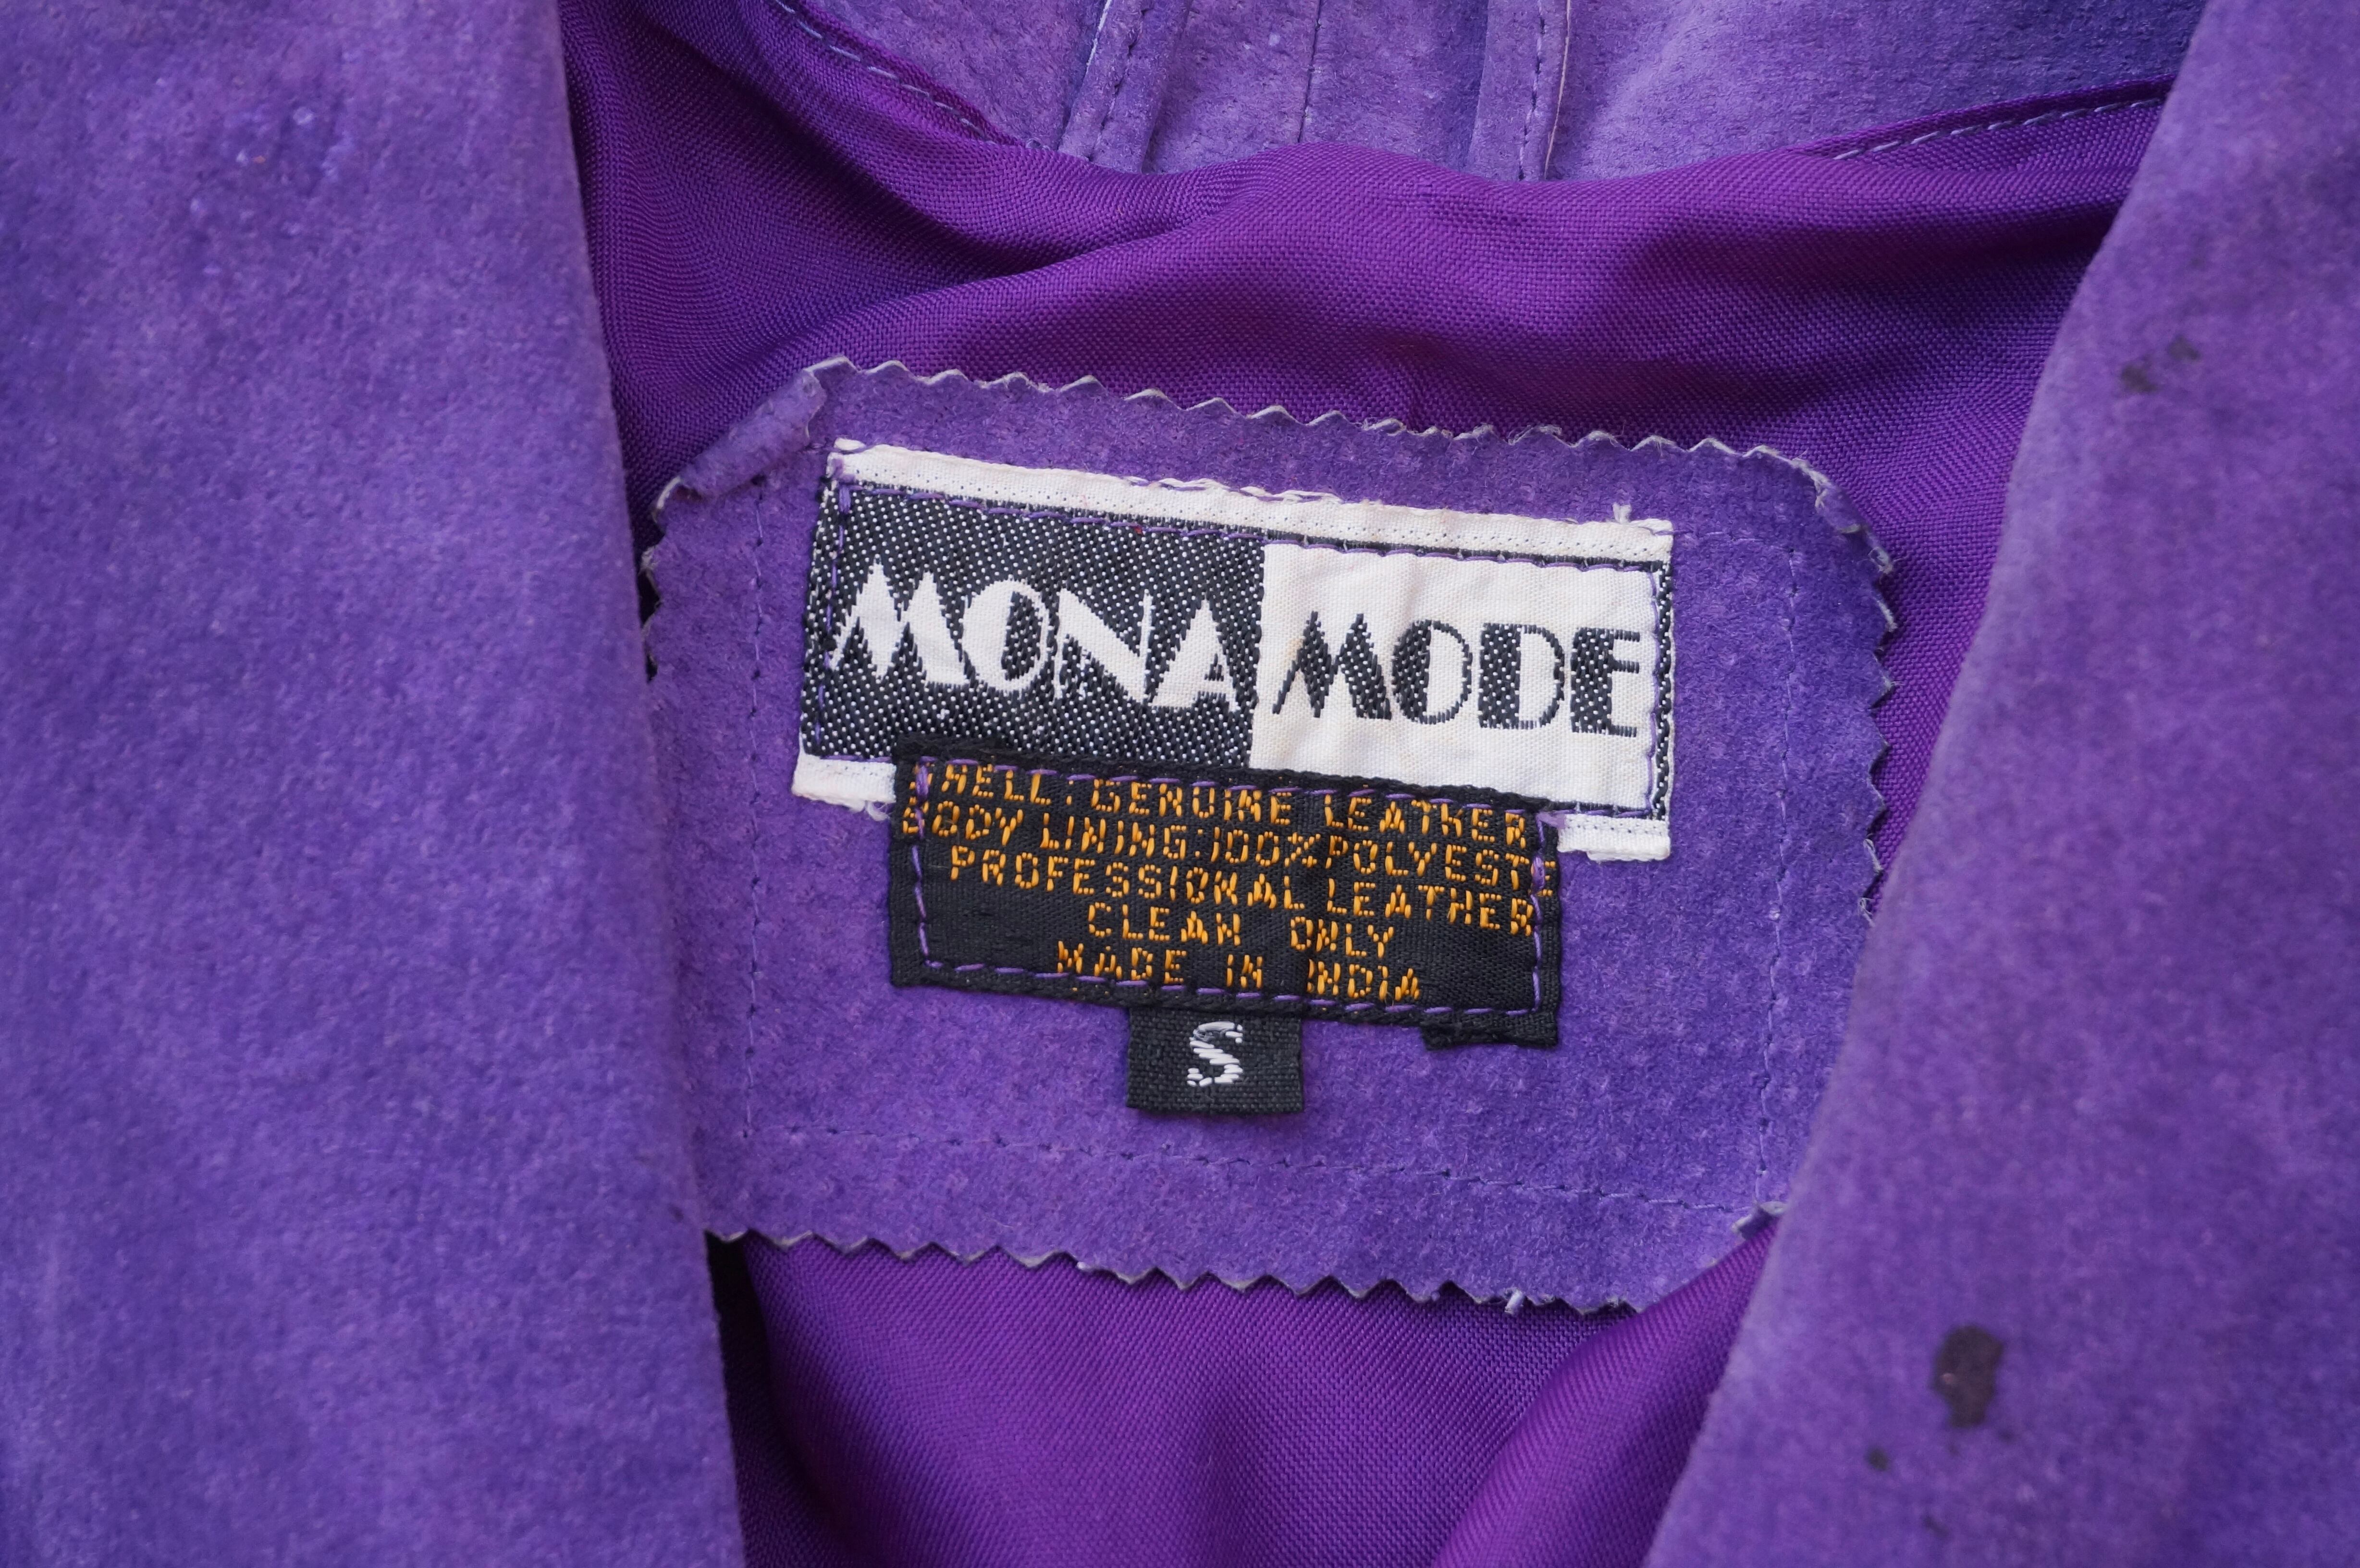 MONA MODE
SHELL: GENUINE LEATHER
BODY LINING: 100% POLYESTE
PROFESSIONAL LEATHER
CLEAN ONLY
MADE IN INDIA
S